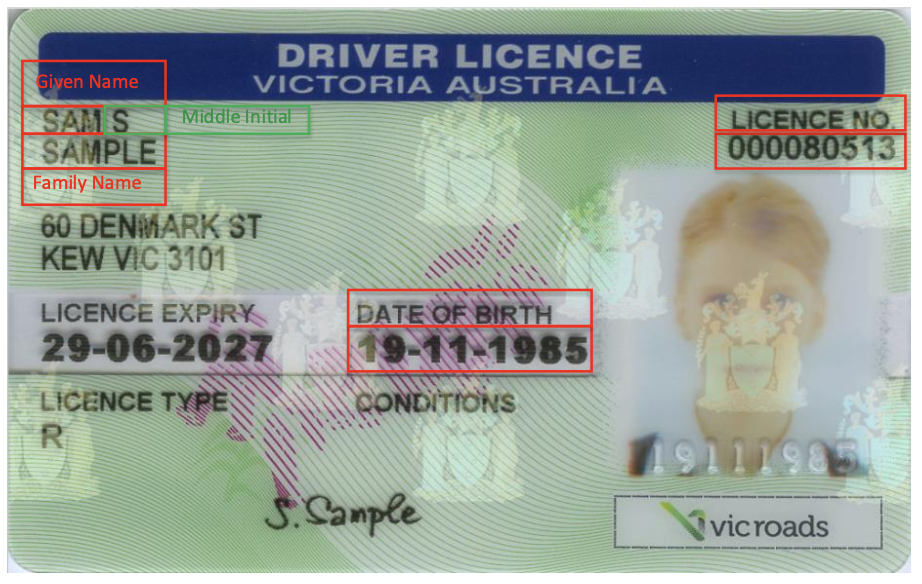 DRIVER LICENCE
VICTORIA AUSTRALIA
Given Name
SAM S
Middle Initial
SAMPLE
Family Name
LICENCE NO.
000080513
60 DENMARK ST
KEW VIC 3101
LICENCE EXPIRY
29-06-2027
DATE OF BIRTH
19-11-1985
LICENCE TYPE
R
CONDITIONS
19111985
S. Sample
vicroads